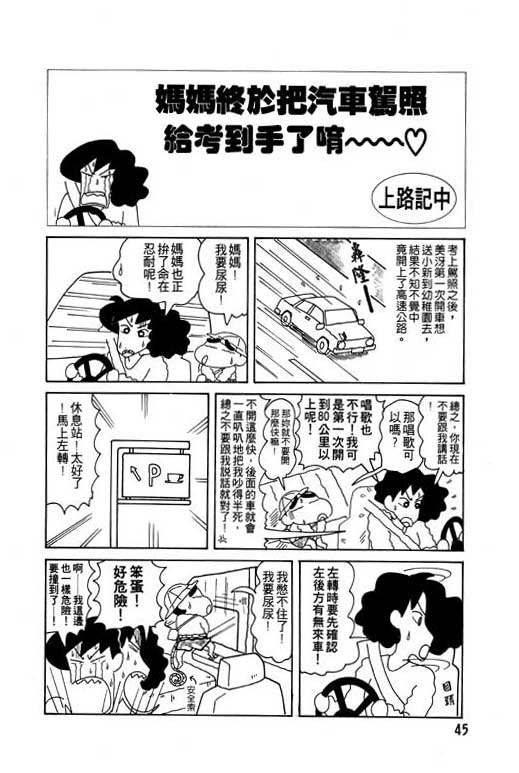 媽媽終於把汽車駕照
給考到手了唷~~~♡
上路記中
考上駕照之後，
美冴第一次開車想
送小新到幼稚園去，
結果不知不覺中
竟開上了高速公路。
轟隆
媽媽！
我要尿尿！
媽媽也正
拚了命在
忍耐呢！
總之，你現在
不要跟我講話！
那唱歌可
以嗎？
唱歌也
不行！我可
是第一次開
到80公里以
上呢！
那妳就不要開
那麼快嘛！
不開這麼快，後面的車就會
一直叭叭地把我吵得半死，
總之不要跟我說話就對了！
P
休息站！太好了
！馬上左轉！
左轉時要先確認
左後方有無來車！
回頭
我憋不住了！
我要尿尿！
安全索
笨蛋！
好危險！
啊——我這邊
也一樣危險！
要撞到了！
45